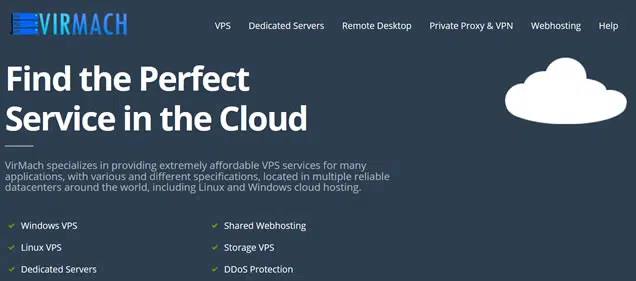 VIRMACH
VPS Dedicated Servers Remote Desktop Private Proxy & VPN Webhosting Help
Find the Perfect
Service in the Cloud
VirMach specializes in providing extremely affordable VPS services for many
applications, with various and different specifications, located in multiple reliable
datacenters around the world, including Linux and Windows cloud hosting.
Windows VPS Shared Webhosting
Linux VPS Storage VPS
Dedicated Servers DDoS Protection